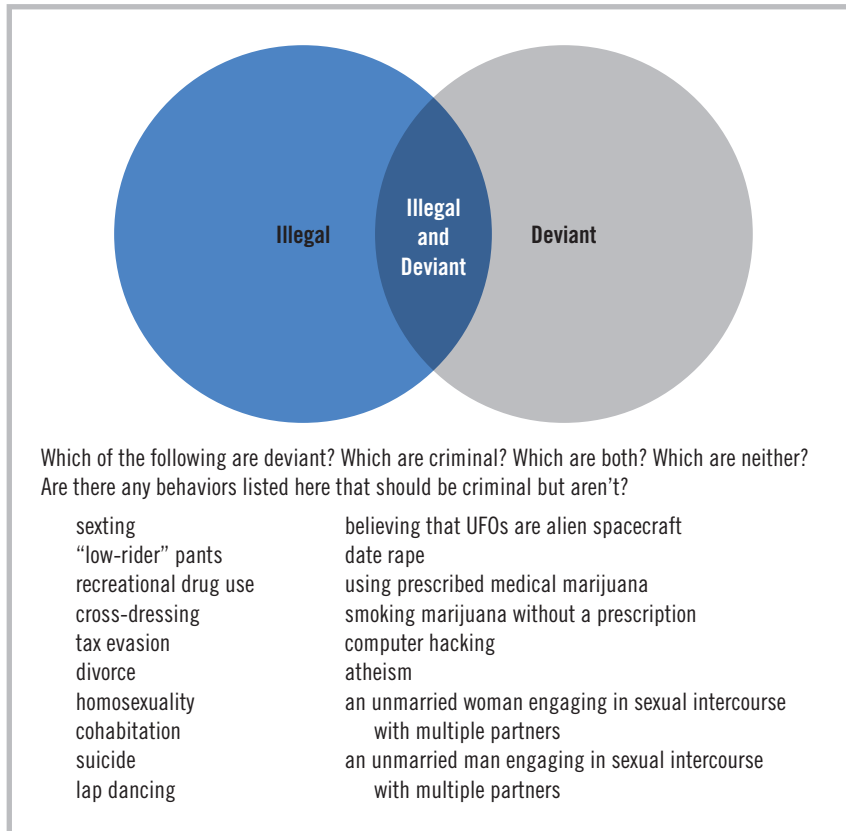 Illegal
Illegal
and
Deviant
Deviant
Which of the following are deviant? Which are criminal? Which are both? Which are neither?
Are there any behaviors listed here that should be criminal but aren’t?
sexting
“low-rider” pants
recreational drug use
cross-dressing
tax evasion
divorce
homosexuality
cohabitation
suicide
lap dancing
believing that UFOs are alien spacecraft
date rape
using prescribed medical marijuana
smoking marijuana without a prescription
computer hacking
atheism
an unmarried woman engaging in sexual intercourse
with multiple partners
an unmarried man engaging in sexual intercourse
with multiple partners